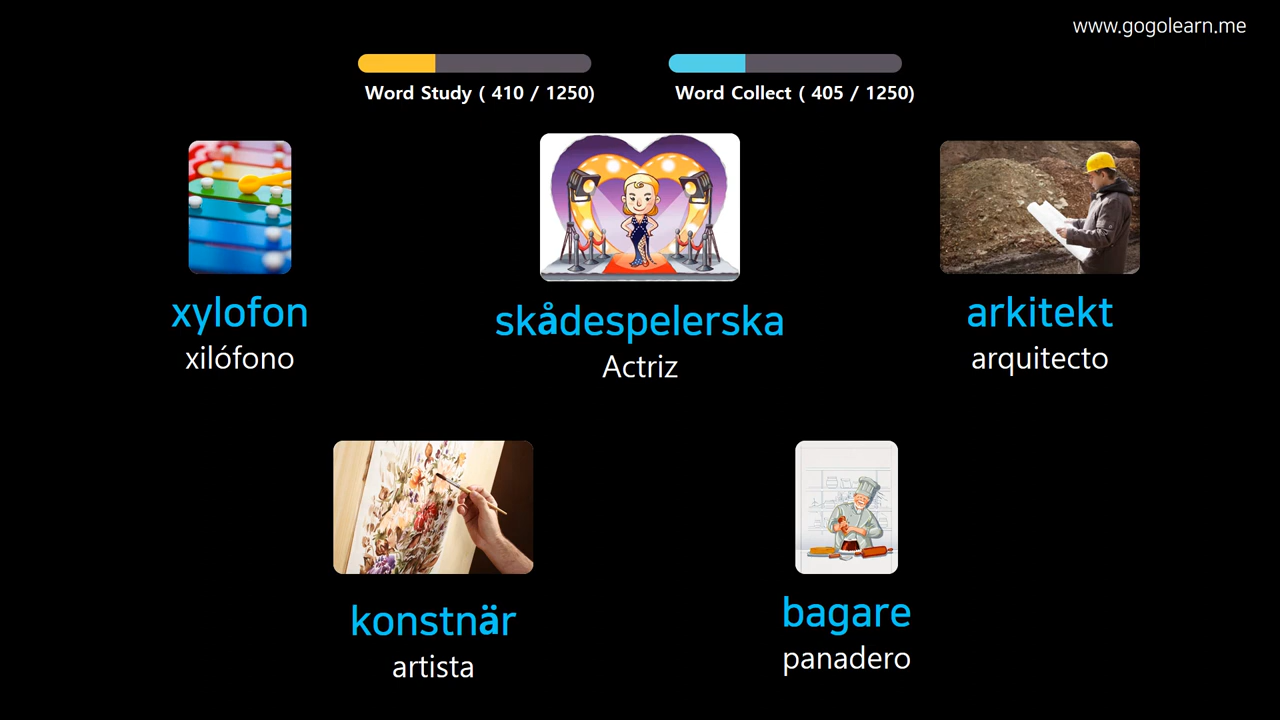 www.gogolearn.me
Word Study ( 410 / 1250)
Word Collect ( 405 / 1250)
xylofon
xilófono
skådespelerska
Actriz
arkitekt
arquitecto
konstnär
artista
bagare
panadero